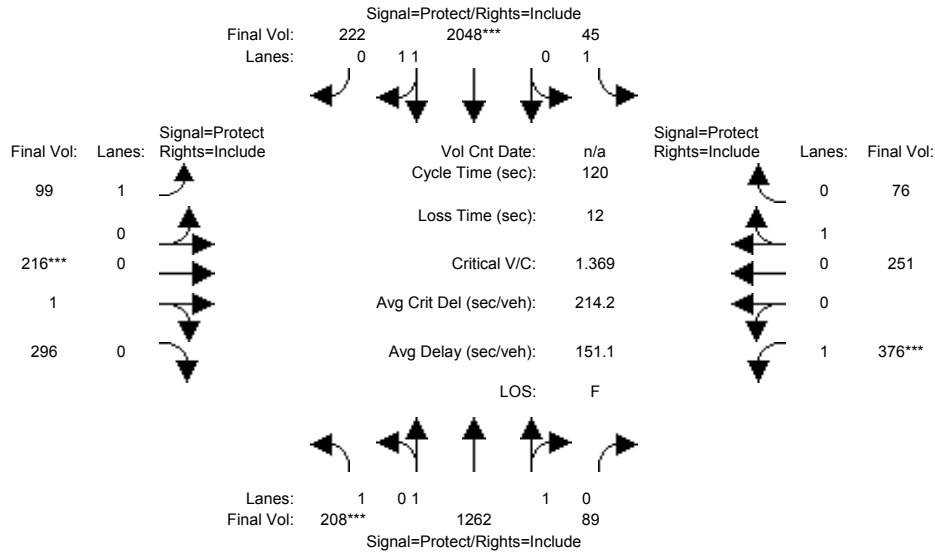 Signal=Protect/Rights=Include
Final Vol: 222 2048*** 45
Lanes: 0 1 1 0 1
Signal=Protect Signal=Protect
Final Vol: Lanes: Rights=Include Vol Cnt Date: n/a Rights=Include Lanes: Final Vol:
Cycle Time (sec): 120
99 1 0 76
Loss Time (sec): 12
0 1
216*** 0 Critical V/C: 1.369 0 251
1 Avg Crit Del (sec/veh): 214.2 0
296 0 Avg Delay (sec/veh): 151.1 1 376***
LOS: F
Lanes: 1 0 1 1 0
Final Vol: 208*** 1262 89
Signal=Protect/Rights=Include